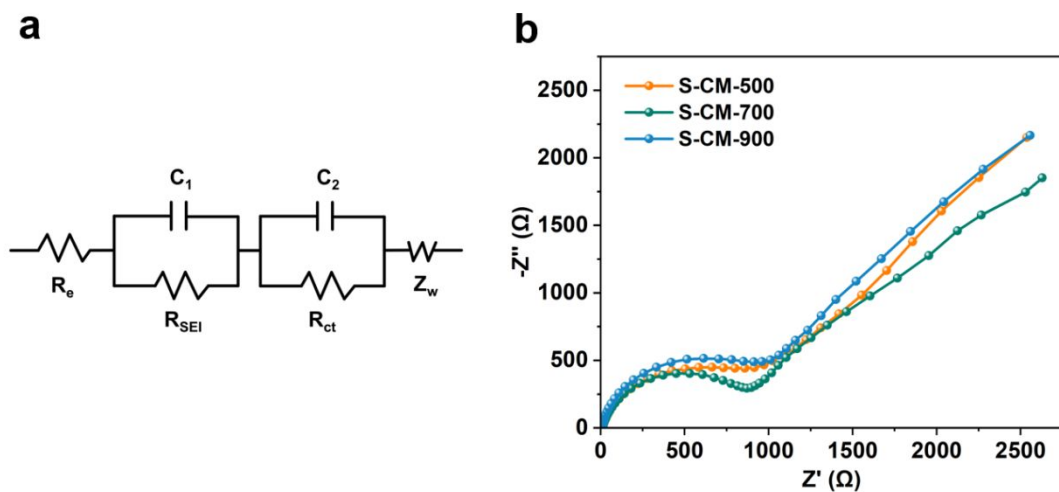 a
C1
C2
Re
RSEI
Rct
Zw
b
S-CM-500
S-CM-700
S-CM-900
-Z'' (Ω)
2500
2000
1500
1000
500
0
0 500 1000 1500 2000 2500
Z' (Ω)